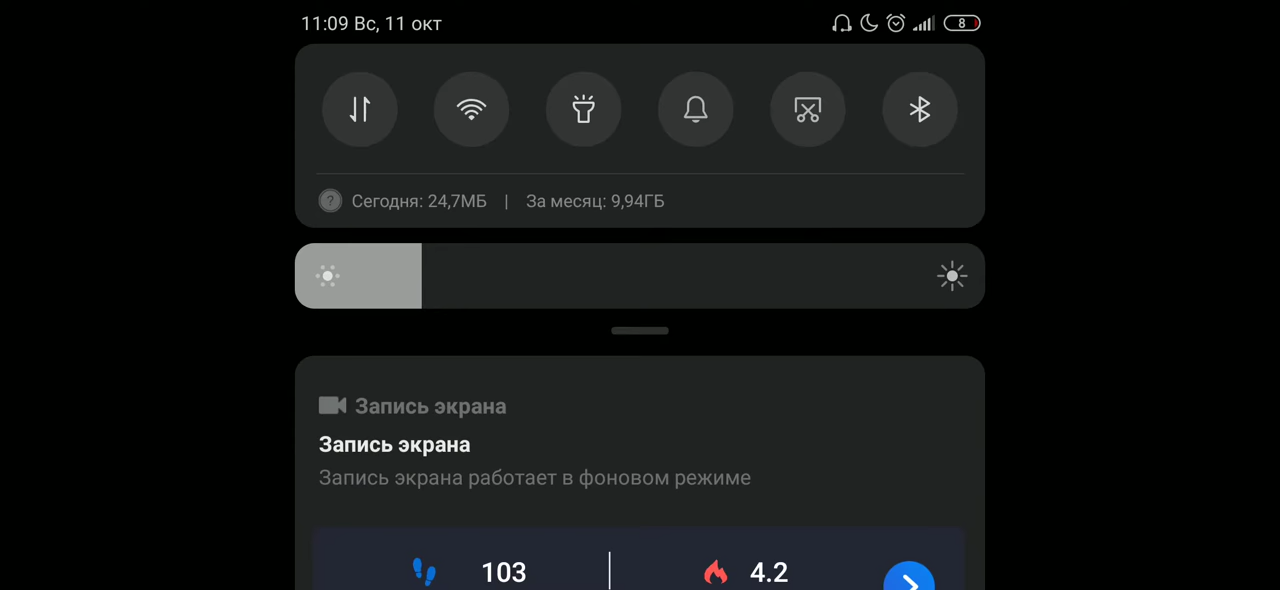 11:09 Вс, 11 окт
8
Сегодня: 24,7МБ | За месяц: 9,94ГБ
Запись экрана
Запись экрана
Запись экрана работает в фоновом режиме
103 4.2